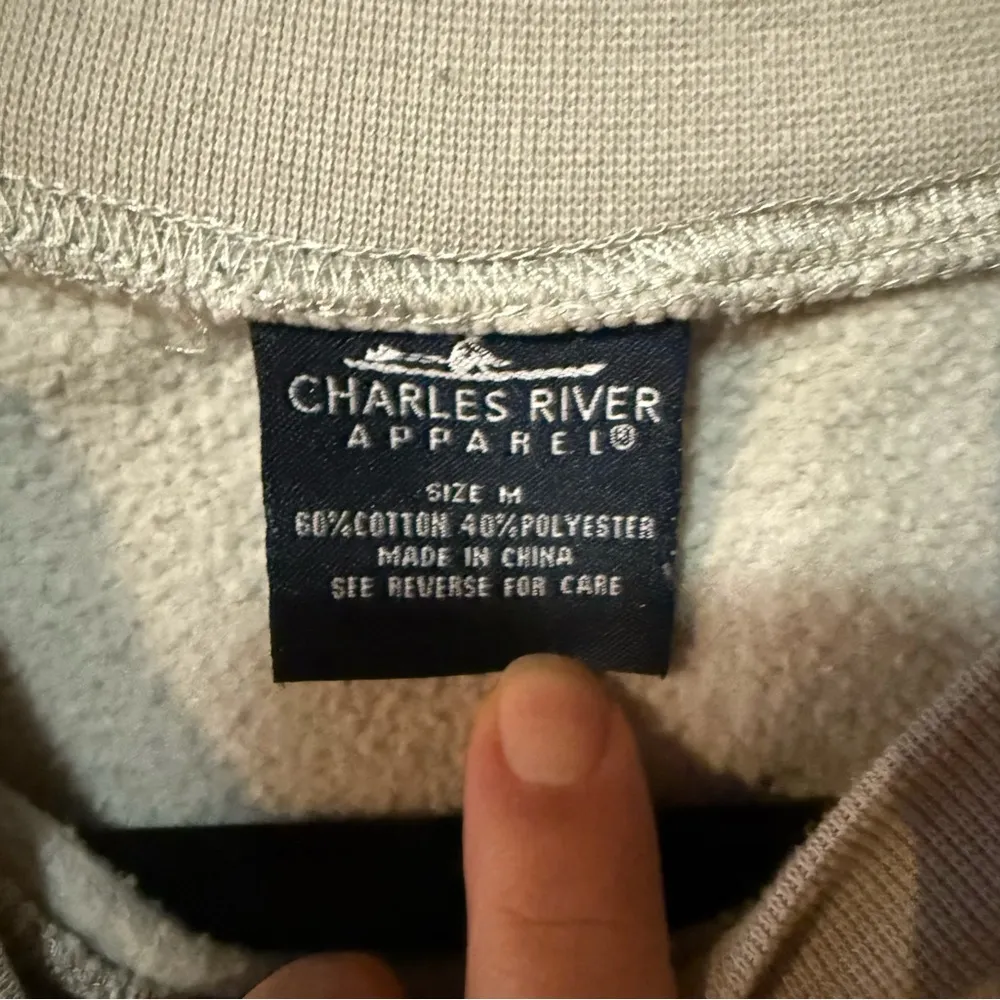 CHARLES RIVER
APPAREL®
SIZE M
60%COTTON 40%POLYESTER
MADE IN CHINA
SEE REVERSE FOR CARE